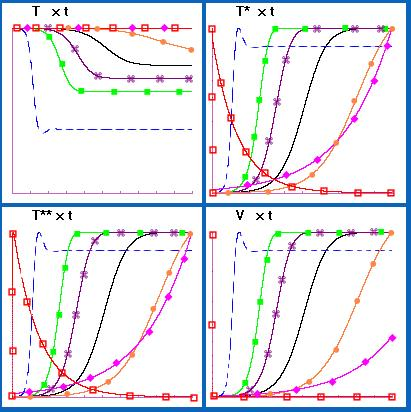 T × t
T* × t
T** × t
V × t